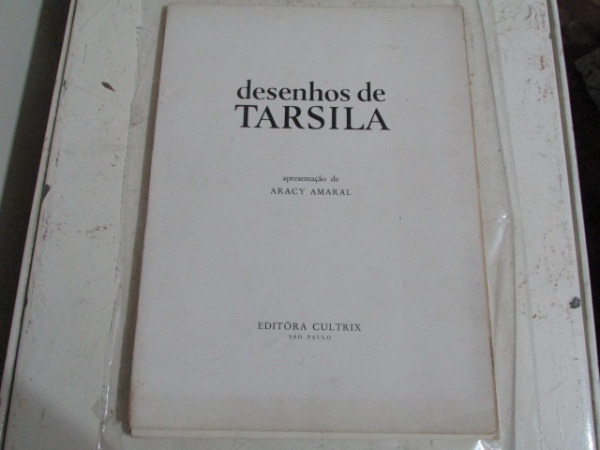 desenhos de
TARSILA
apresentação de
ARACY AMARAL
EDITÔRA CULTRIX
SÃO PAULO